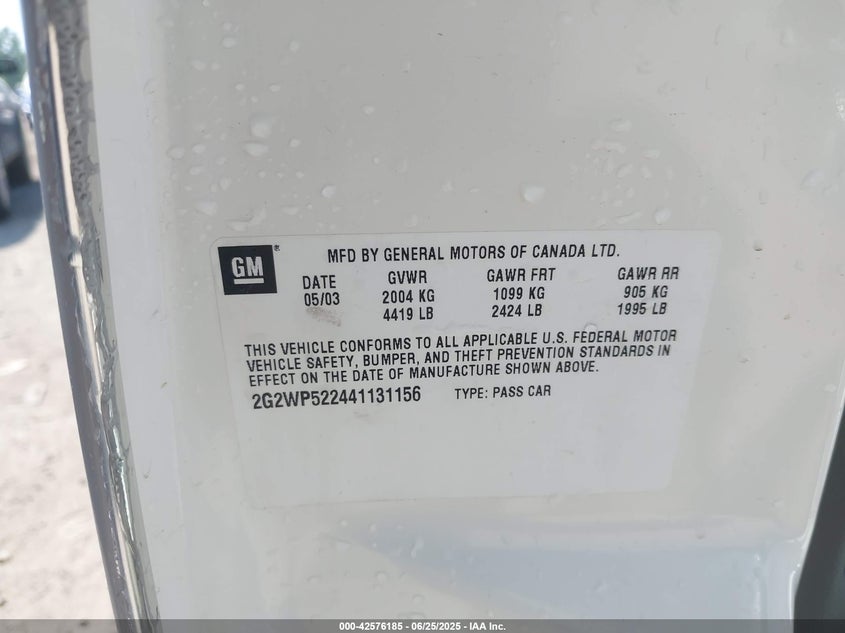 GM®
MFD BY GENERAL MOTORS OF CANADA LTD.
DATE GVWR GAWR FRT GAWR RR
05/03 2004 KG 1099 KG 905 KG
4419 LB 2424 LB 1995 LB
THIS VEHICLE CONFORMS TO ALL APPLICABLE U.S. FEDERAL MOTOR
VEHICLE SAFETY, BUMPER, AND THEFT PREVENTION STANDARDS IN
EFFECT ON THE DATE OF MANUFACTURE SHOWN ABOVE.
2G2WP522441131156 TYPE: PASS CAR
000-42576185 - 06/25/2025 - IAA Inc.